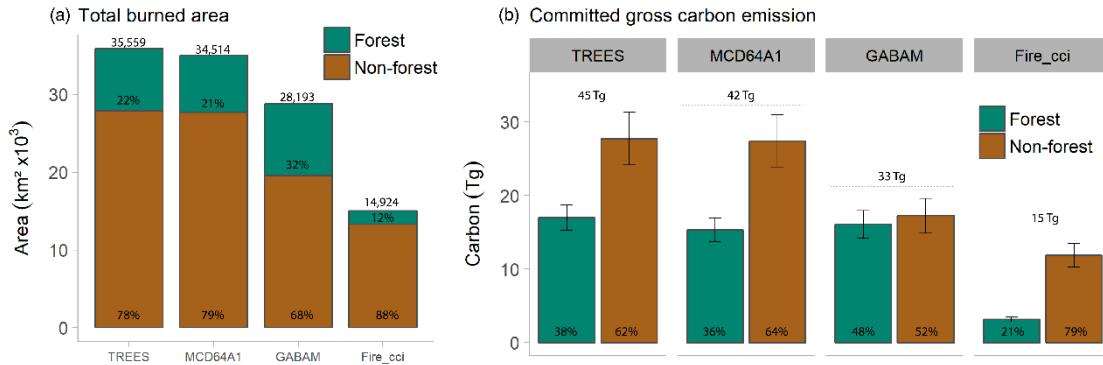 (a) Total burned area
35,559
34,514
28,193
14,924
Forest
Non-forest
22%
21%
32%
12%
78%
79%
68%
88%
30
20
10
0
Area (km² x10³)
TREES
MCD64A1
GABAM
Fire_cci
(b) Committed gross carbon emission
TREES
MCD64A1
GABAM
Fire_cci
45 Tg
42 Tg
33 Tg
15 Tg
Forest
Non-forest
30
20
10
0
Carbon (Tg)
38%
62%
36%
64%
48%
52%
21%
79%